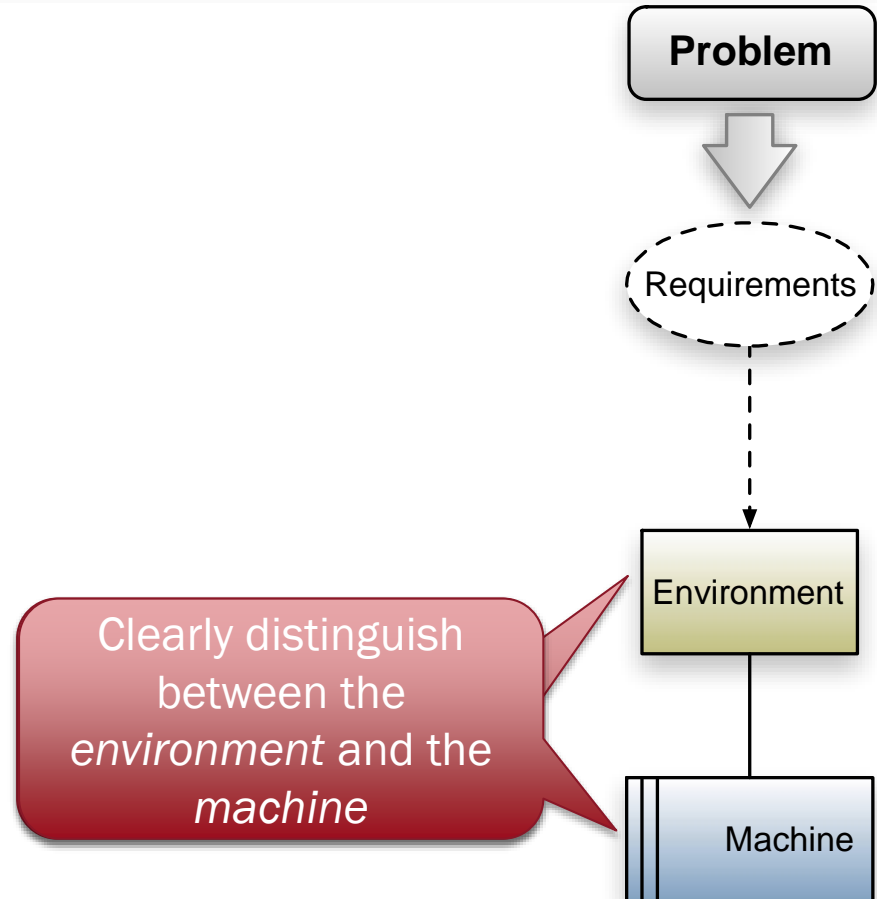 Problem
Requirements
Environment
Clearly distinguish
between the
environment and the
machine
Machine